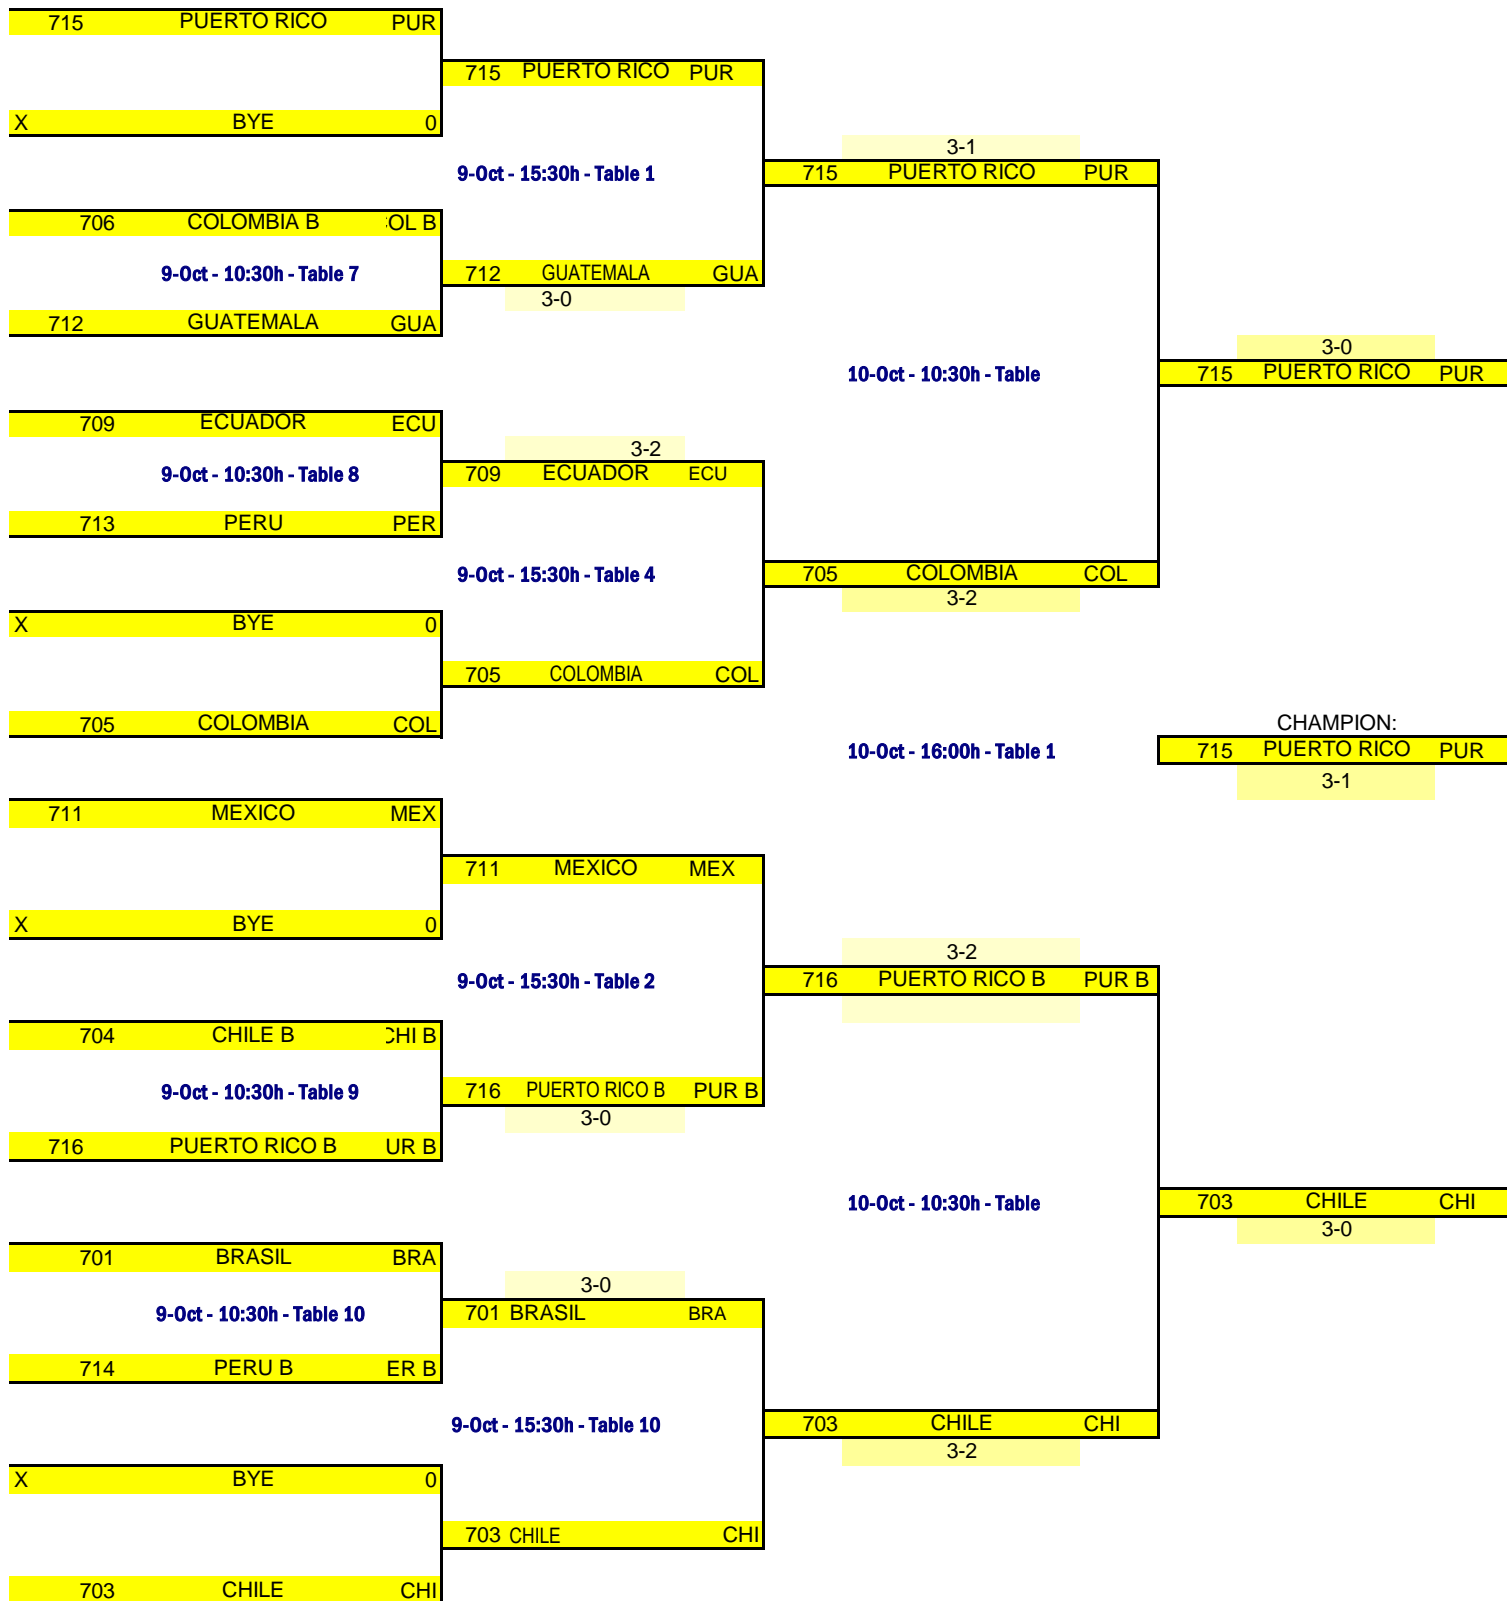 715 PUERTO RICO PUR
715 PUERTO RICO PUR
X BYE 0
3-1
9-Oct - 15:30h - Table 1
715 PUERTO RICO PUR
706 COLOMBIA B OL B
9-Oct - 10:30h - Table 7
712 GUATEMALA GUA
3-0
712 GUATEMALA GUA
3-0
10-Oct - 10:30h - Table
715 PUERTO RICO PUR
709 ECUADOR ECU
3-2
9-Oct - 10:30h - Table 8
709 ECUADOR ECU
713 PERU PER
9-Oct - 15:30h - Table 4
705 COLOMBIA COL
3-2
X BYE 0
705 COLOMBIA COL
705 COLOMBIA COL
CHAMPION:
10-Oct - 16:00h - Table 1
715 PUERTO RICO PUR
3-1
711 MEXICO MEX
711 MEXICO MEX
X BYE 0
3-2
9-Oct - 15:30h - Table 2
716 PUERTO RICO B PUR B
704 CHILE B CHI B
9-Oct - 10:30h - Table 9
716 PUERTO RICO B PUR B
3-0
716 PUERTO RICO B UR B
10-Oct - 10:30h - Table
703 CHILE CHI
3-0
701 BRASIL BRA
3-0
9-Oct - 10:30h - Table 10
701 BRASIL BRA
714 PERU B ER B
9-Oct - 15:30h - Table 10
703 CHILE CHI
3-2
X BYE 0
703 CHILE CHI
703 CHILE CHI